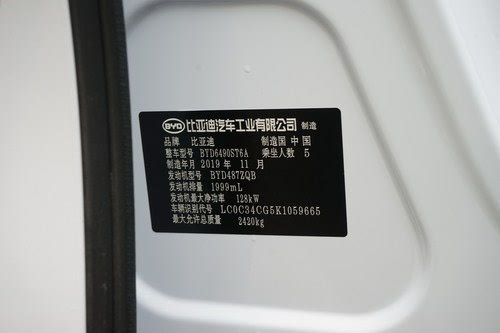 BYD 比亚迪汽车工业有限公司 制造
品牌 比亚迪 制造国 中国
整车型号 BYD6490ST6A 乘坐人数 5
制造年月 2019 年 11 月
发动机型号 BYD487ZQB
发动机排量 1999mL
发动机最大净功率 128kW
车辆识别代号 LC0C34CG5K1059665
最大允许总质量 2420kg